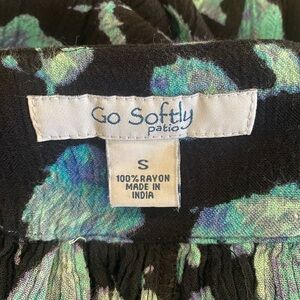 Go Softly
patio
S
100% RAYON
MADE IN
INDIA